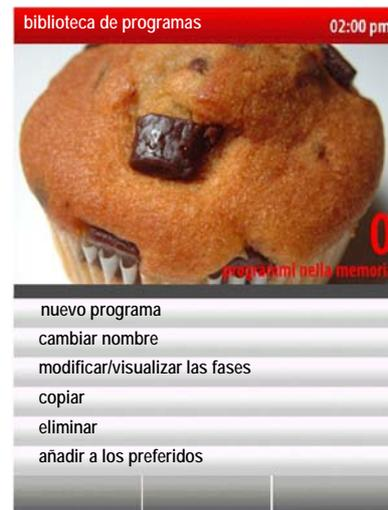 biblioteca de programas 02:00 pm
0
programmi nella memori
nuevo programa
cambiar nombre
modificar/visualizar las fases
copiar
eliminar
añadir a los preferidos